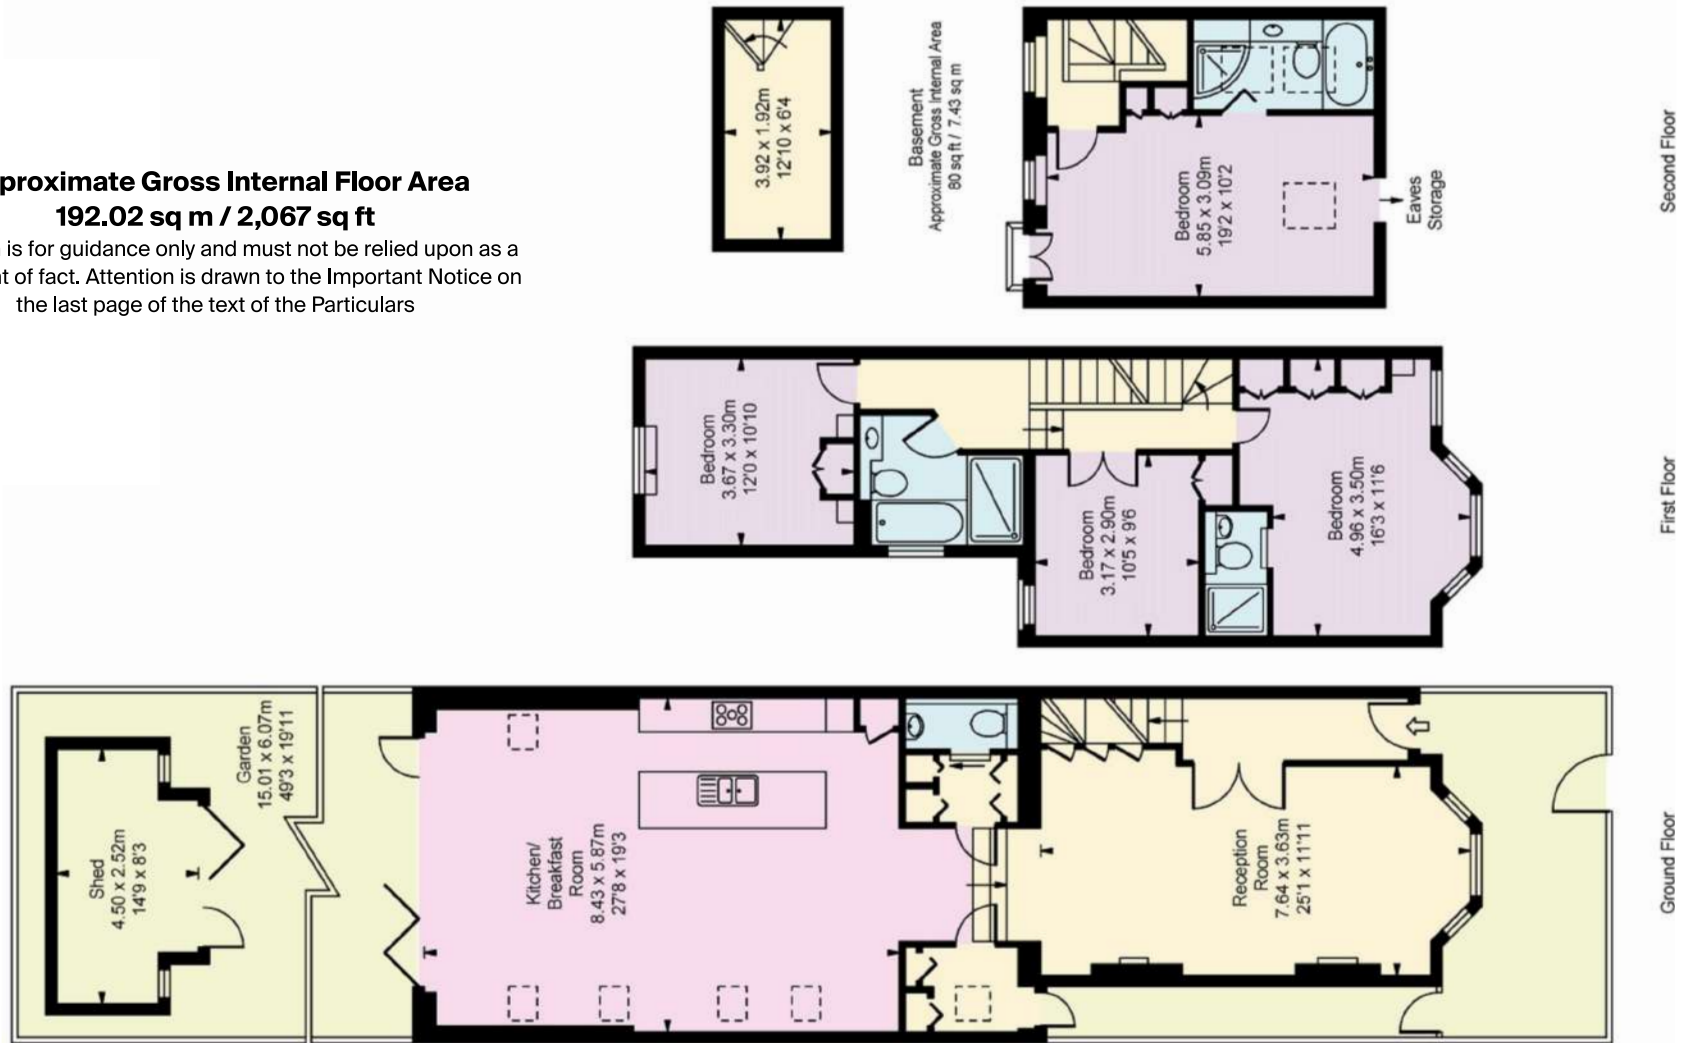 proximate Gross Internal Floor Area
192.02 sq m / 2,067 sq ft
is for guidance only and must not be relied upon as a
t of fact. Attention is drawn to the Important Notice on
the last page of the text of the Particulars
3.92 x 1.92m
12'10 x 6'4
Basement
Approximate Gross Internal Area
80 sq ft / 7.43 sq m
Bedroom
5.85 x 3.09m
19'2 x 10'2
Eaves
Storage
Second Floor
Bedroom
3.67 x 3.30m
12'0 x 10'10
Bedroom
3.17 x 2.90m
10'5 x 9'6
Bedroom
4.96 x 3.50m
16'3 x 11'6
First Floor
Shed
4.50 x 2.52m
14'9 x 8'3
Garden
15.01 x 6.07m
49'3 x 19'11
Kitchen/
Breakfast
Room
8.43 x 5.87m
27'8 x 19'3
Reception
Room
7.64 x 3.63m
25'1 x 11'11
Ground Floor